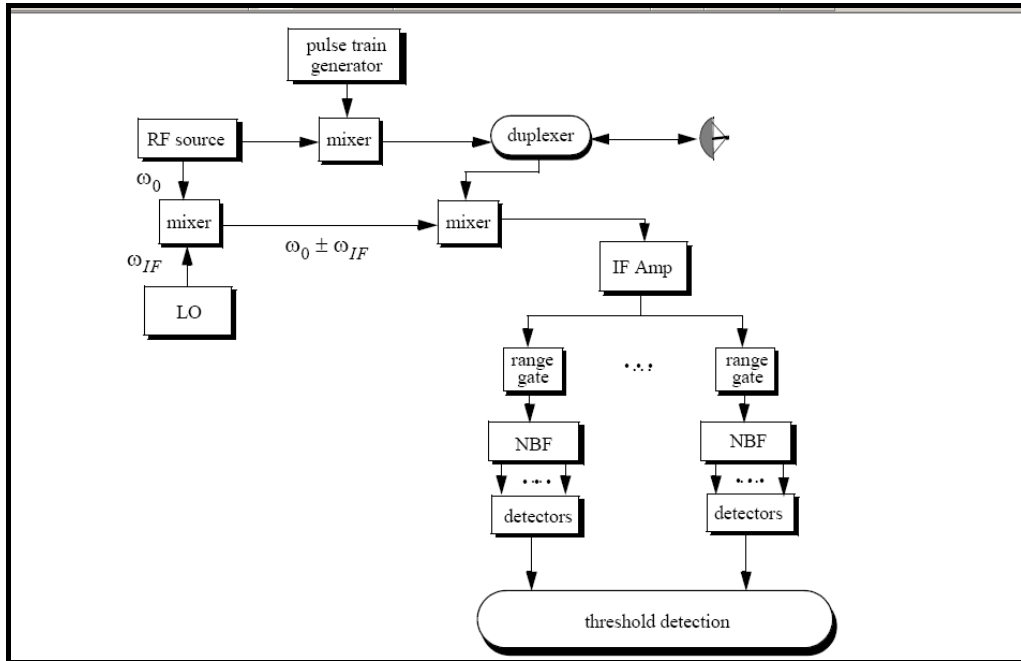 pulse train
generator
RF source
mixer
duplexer
ω0
mixer
mixer
ω0 ± ωIF
ωIF
IF Amp
LO
range
gate
range
gate
NBF
NBF
detectors
detectors
threshold detection